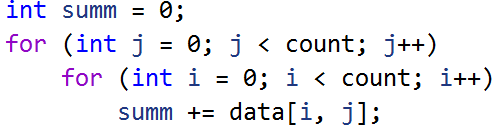 int summ = 0;
for (int j = 0; j < count; j++)
    for (int i = 0; i < count; i++)
        summ += data[i, j];